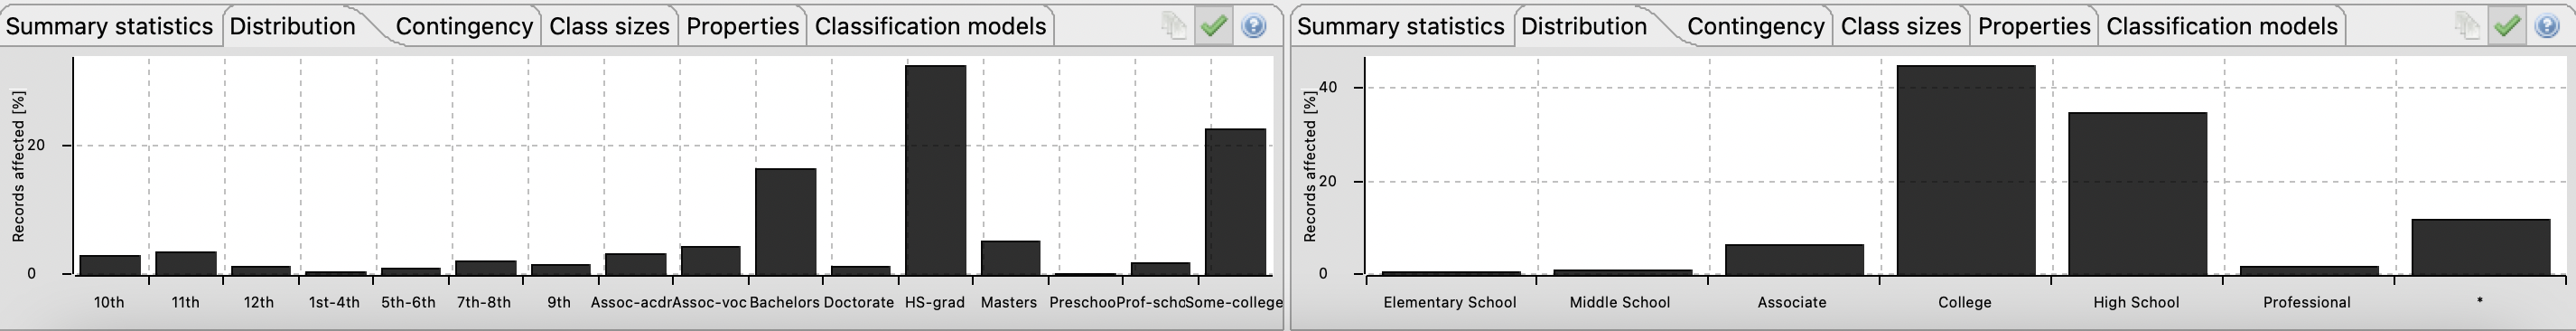 Summary statistics Distribution Contingency Class sizes Properties Classification models
Records affected [%]
20
0
10th 11th 12th 1st-4th 5th-6th 7th-8th 9th Assoc-acdr Assoc-voc Bachelors Doctorate HS-grad Masters Preschoo Prof-scho Some-college
Summary statistics Distribution Contingency Class sizes Properties Classification models
Records affected [%]
40
20
0
Elementary School Middle School Associate College High School Professional *